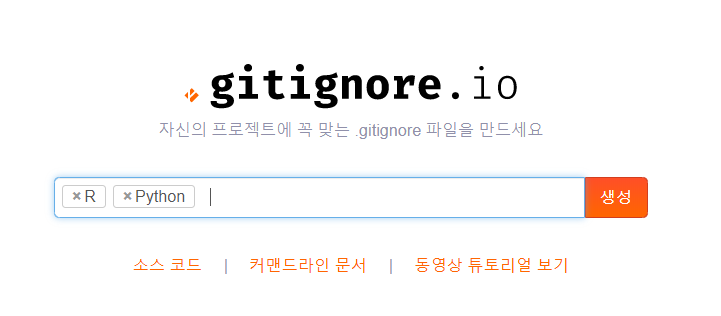 gitignore.io
자신의 프로젝트에 꼭 맞는 .gitignore 파일을 만드세요
× R × Python 생성
소스 코드 | 커맨드라인 문서 | 동영상 튜토리얼 보기